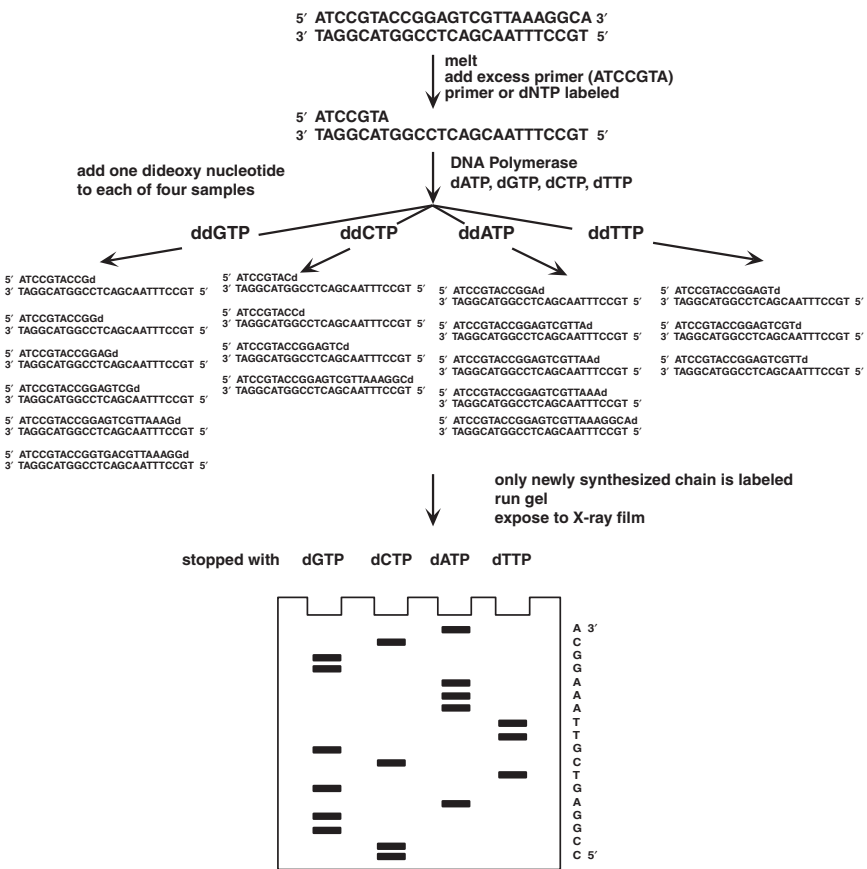 5′ ATCCGTACCGGAGTCGTTAAAGGCA 3′
3′ TAGGCATGGCCTCAGCAATTTCCGT 5′
melt
add excess primer (ATCCGTA)
primer or dNTP labeled
5′ ATCCGTA
3′ TAGGCATGGCCTCAGCAATTTCCGT 5′
add one dideoxy nucleotide
to each of four samples
DNA Polymerase
dATP, dGTP, dCTP, dTTP
ddGTP ddCTP ddATP ddTTP
5′ ATCCGTACCGd
3′ TAGGCATGGCCTCAGCAATTTCCGT 5′
5′ ATCCGTACCGGd
3′ TAGGCATGGCCTCAGCAATTTCCGT 5′
5′ ATCCGTACCGGAGd
3′ TAGGCATGGCCTCAGCAATTTCCGT 5′
5′ ATCCGTACCGGAGTCGd
3′ TAGGCATGGCCTCAGCAATTTCCGT 5′
5′ ATCCGTACCGGAGTCGTTAAAGd
3′ TAGGCATGGCCTCAGCAATTTCCGT 5′
5′ ATCCGTACCGGTGACGTTAAAGGd
3′ TAGGCATGGCCTCAGCAATTTCCGT 5′
5′ ATCCGTACd
3′ TAGGCATGGCCTCAGCAATTTCCGT 5′
5′ ATCCGTACCd
3′ TAGGCATGGCCTCAGCAATTTCCGT 5′
5′ ATCCGTACCGGAGTCd
3′ TAGGCATGGCCTCAGCAATTTCCGT 5′
5′ ATCCGTACCGGAGTCGTTAAAGGCd
3′ TAGGCATGGCCTCAGCAATTTCCGT 5′
5′ ATCCGTACCGGAd
3′ TAGGCATGGCCTCAGCAATTTCCGT 5′
5′ ATCCGTACCGGAGTCGTTAd
3′ TAGGCATGGCCTCAGCAATTTCCGT 5′
5′ ATCCGTACCGGAGTCGTTAAd
3′ TAGGCATGGCCTCAGCAATTTCCGT 5′
5′ ATCCGTACCGGAGTCGTTAAAd
3′ TAGGCATGGCCTCAGCAATTTCCGT 5′
5′ ATCCGTACCGGAGTCGTTAAAGGCAd
3′ TAGGCATGGCCTCAGCAATTTCCGT 5′
5′ ATCCGTACCGGAGTd
3′ TAGGCATGGCCTCAGCAATTTCCGT 5′
5′ ATCCGTACCGGAGTCGTd
3′ TAGGCATGGCCTCAGCAATTTCCGT 5′
5′ ATCCGTACCGGAGTCGTTd
3′ TAGGCATGGCCTCAGCAATTTCCGT 5′
only newly synthesized chain is labeled
run gel
expose to X-ray film
stopped with dGTP dCTP dATP dTTP
A 3′
C
G
G
A
A
A
T
T
G
C
T
G
A
G
G
C
C 5′